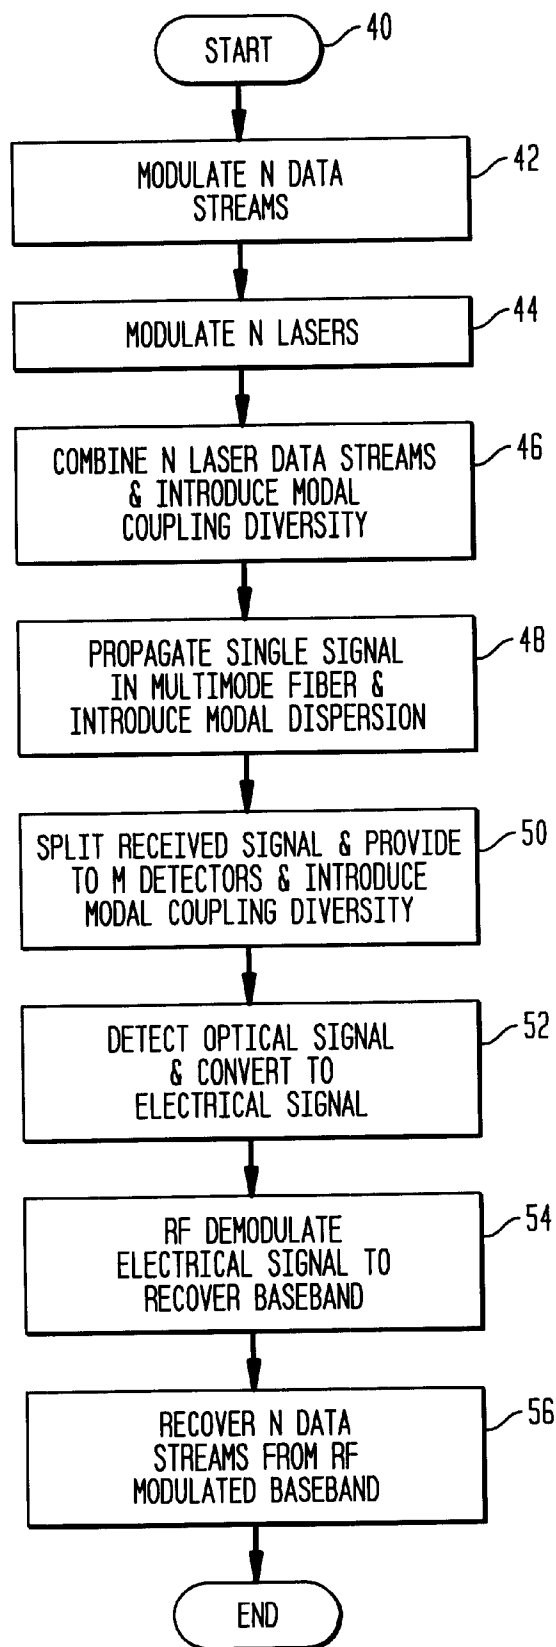 START
40
MODULATE N DATA
STREAMS
42
MODULATE N LASERS
44
COMBINE N LASER DATA STREAMS
& INTRODUCE MODAL
COUPLING DIVERSITY
46
PROPAGATE SINGLE SIGNAL
IN MULTIMODE FIBER &
INTRODUCE MODAL DISPERSION
48
SPLIT RECEIVED SIGNAL & PROVIDE
TO M DETECTORS & INTRODUCE
MODAL COUPLING DIVERSITY
50
DETECT OPTICAL SIGNAL
& CONVERT TO
ELECTRICAL SIGNAL
52
RF DEMODULATE
ELECTRICAL SIGNAL TO
RECOVER BASEBAND
54
RECOVER N DATA
STREAMS FROM RF
MODULATED BASEBAND
56
END